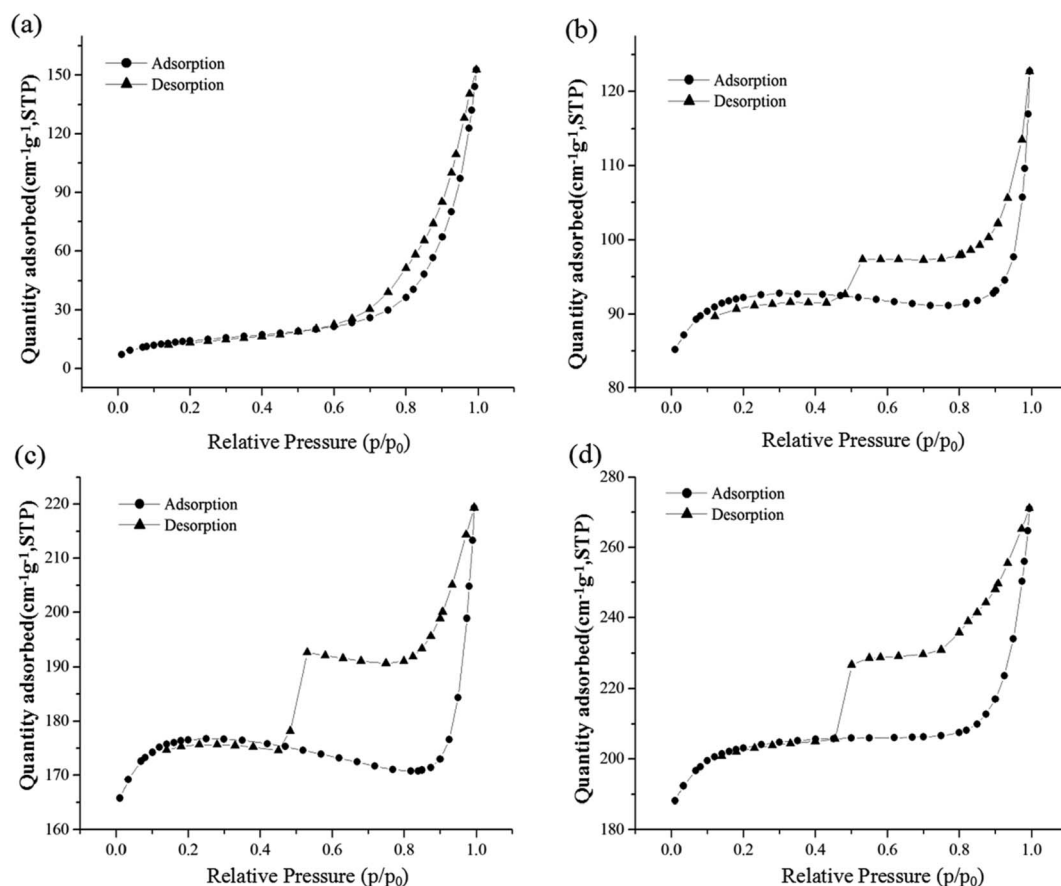 (a)
Adsorption
Desorption
150
120
90
60
30
0
Quantity adsorbed(cm⁻¹g⁻¹,STP)
0.0 0.2 0.4 0.6 0.8 1.0
Relative Pressure (p/p₀)
(b)
Adsorption
Desorption
120
110
100
90
80
Quantity adsorbed(cm⁻¹g⁻¹,STP)
0.0 0.2 0.4 0.6 0.8 1.0
Relative Pressure (p/p₀)
(c)
Adsorption
Desorption
220
210
200
190
180
170
160
Quantity adsorbed(cm⁻¹g⁻¹,STP)
0.0 0.2 0.4 0.6 0.8 1.0
Relative Pressure (p/p₀)
(d)
Adsorption
Desorption
280
260
240
220
200
180
Quantity adsorbed(cm⁻¹g⁻¹,STP)
0.0 0.2 0.4 0.6 0.8 1.0
Relative Pressure (p/p₀)